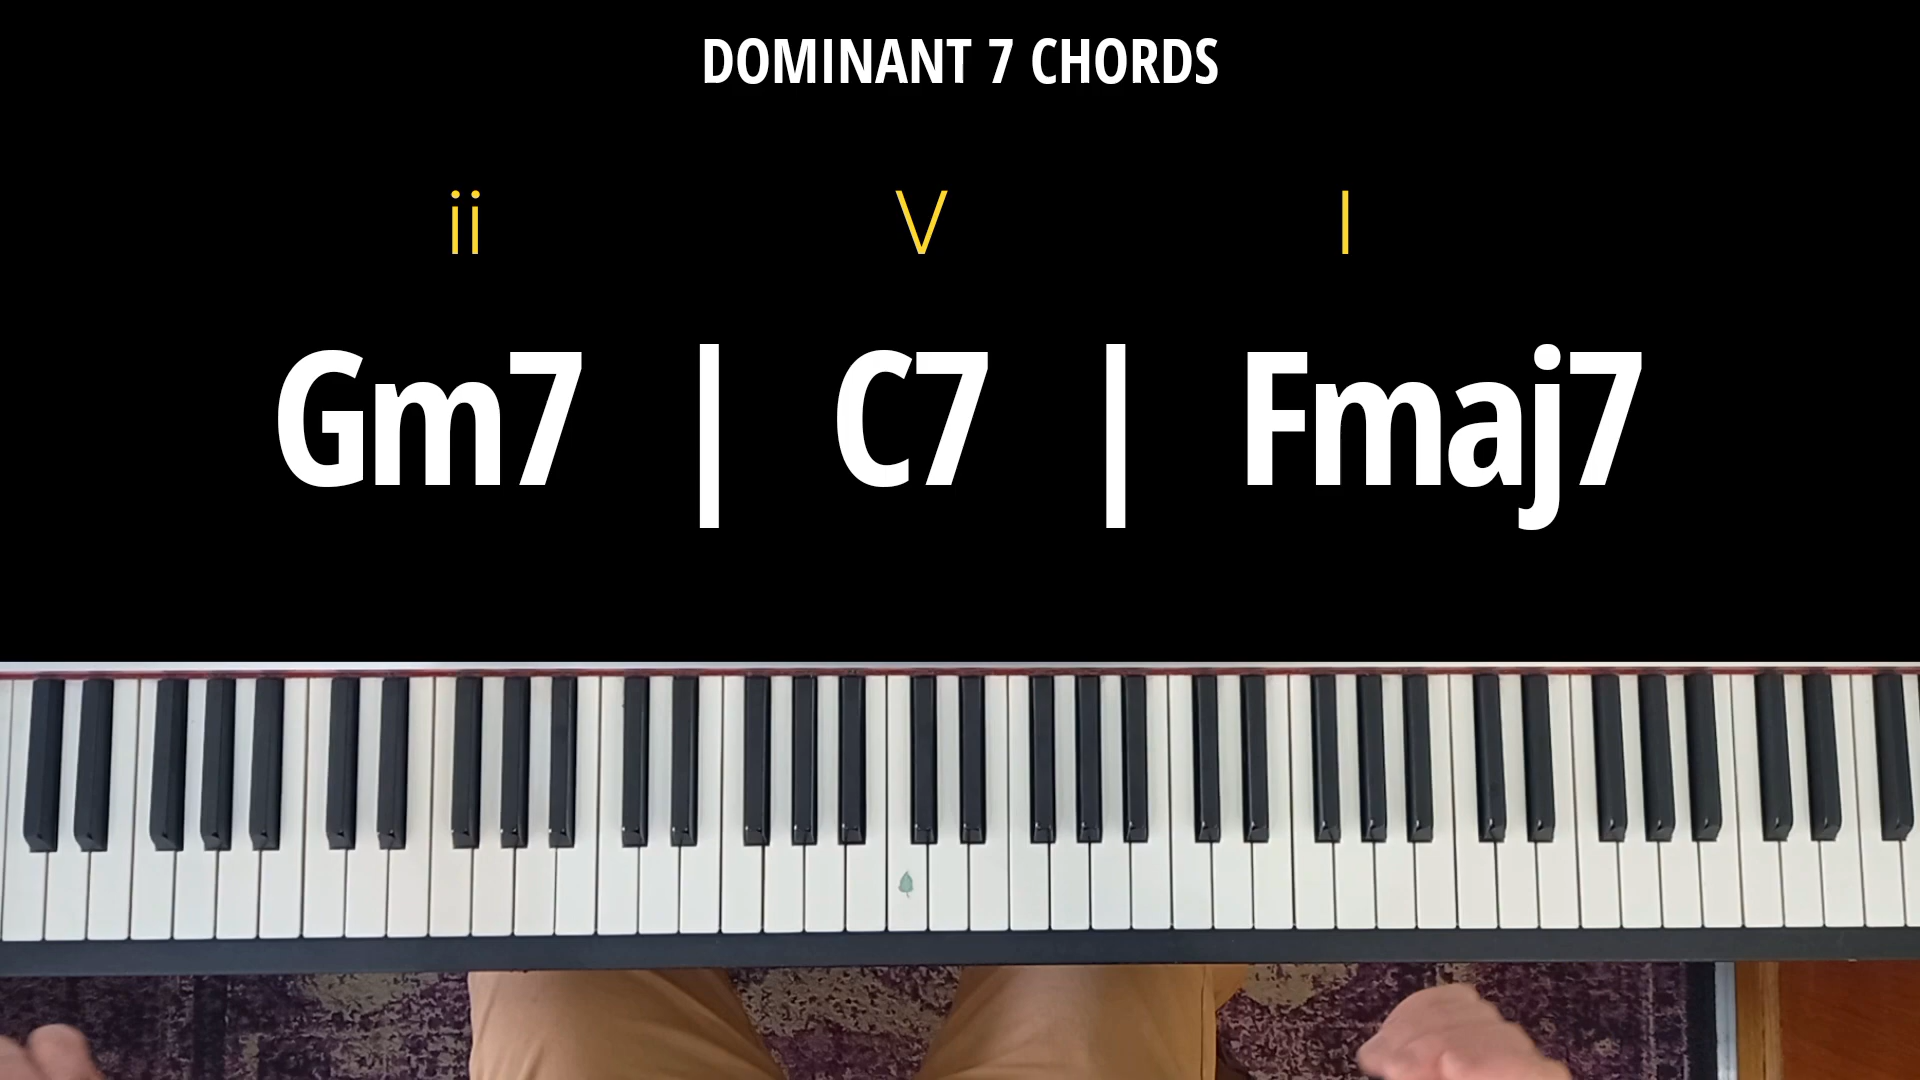 DOMINANT 7 CHORDS
ii V I
Gm7 | C7 | Fmaj7